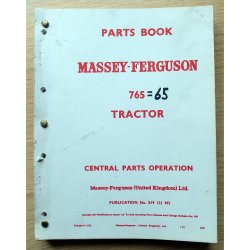 PARTS BOOK
MASSEY-FERGUSON
765=65
TRACTOR
CENTRAL PARTS OPERATION
Massey-Ferguson (United Kingdom) Ltd.
PUBLICATION No. 819 121 M3